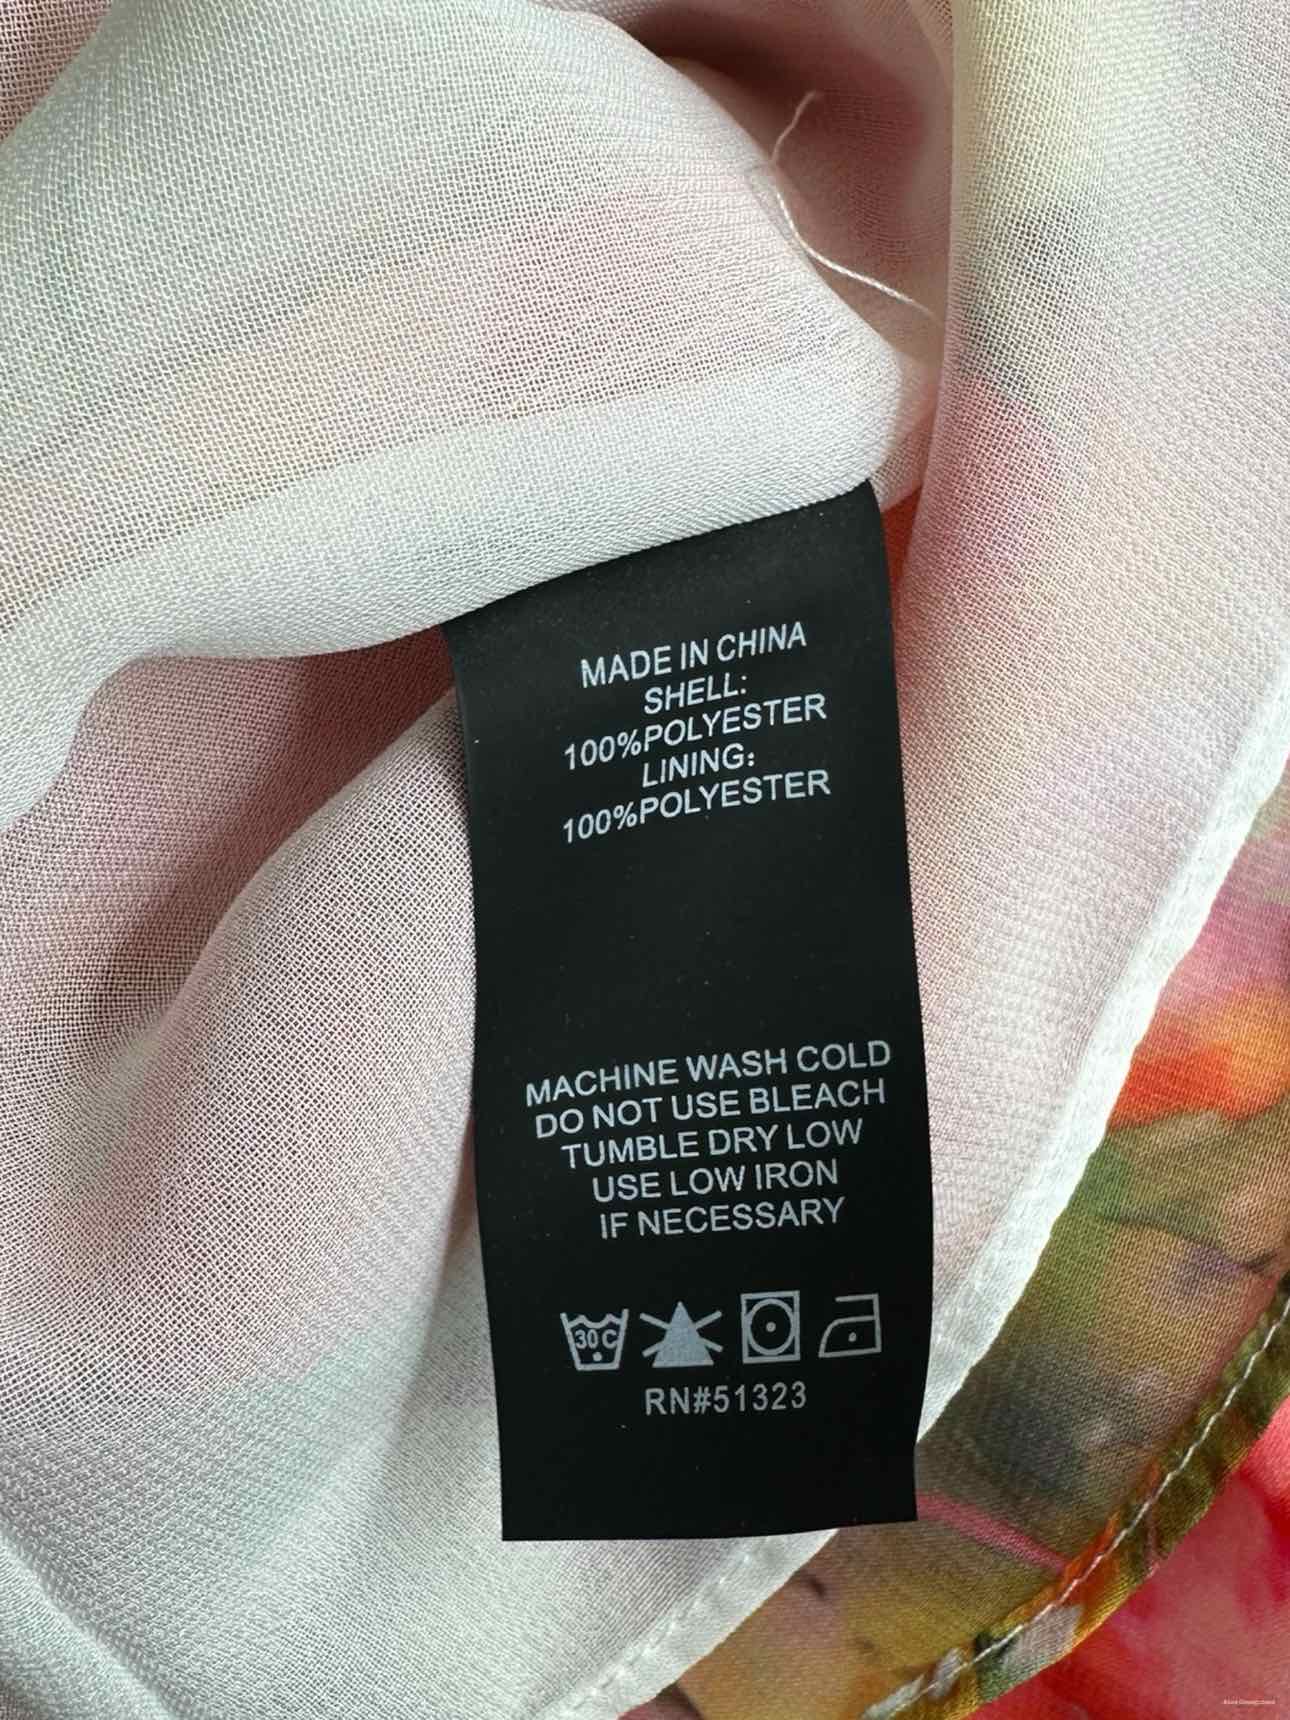 MADE IN CHINA
SHELL:
100%POLYESTER
LINING:
100%POLYESTER
MACHINE WASH COLD
DO NOT USE BLEACH
TUMBLE DRY LOW
USE LOW IRON
IF NECESSARY
30C
RN#51323